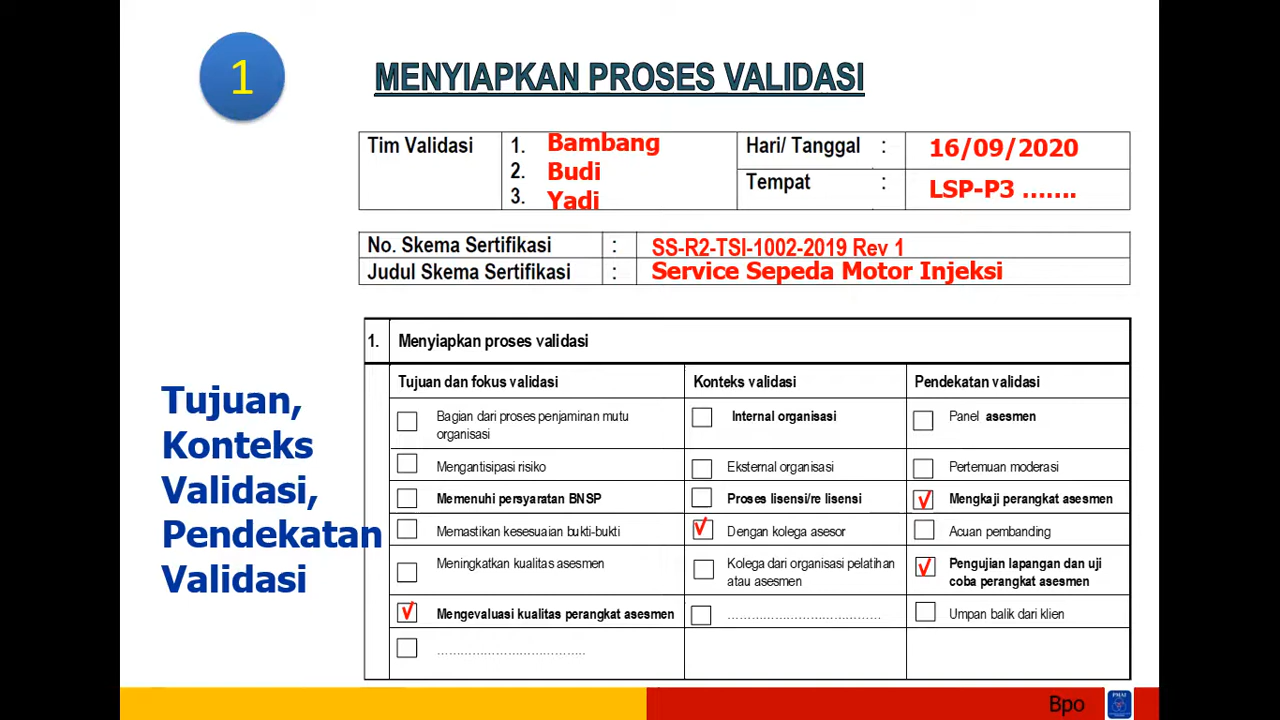 1
MENYIAPKAN PROSES VALIDASI
Tim Validasi
1. Bambang
2. Budi
3. Yadi
Hari/ Tanggal : 16/09/2020
Tempat : LSP-P3 .......
No. Skema Sertifikasi : SS-R2-TSI-1002-2019 Rev 1
Judul Skema Sertifikasi : Service Sepeda Motor Injeksi
Tujuan,
Konteks
Validasi,
Pendekatan
Validasi
1. Menyiapkan proses validasi
Tujuan dan fokus validasi
Bagian dari proses penjaminan mutu
organisasi
Mengantisipasi risiko
Memenuhi persyaratan BNSP
Memastikan kesesuaian bukti-bukti
Meningkatkan kualitas asesmen
Mengevaluasi kualitas perangkat asesmen
.......................................
Konteks validasi
Internal organisasi
Eksternal organisasi
Proses lisensi/re lisensi
Dengan kolega asesor
Kolega dari organisasi pelatihan
atau asesmen
.......................................
Pendekatan validasi
Panel asesmen
Pertemuan moderasi
Mengkaji perangkat asesmen
Acuan pembanding
Pengujian lapangan dan uji
coba perangkat asesmen
Umpan balik dari klien
Bpo